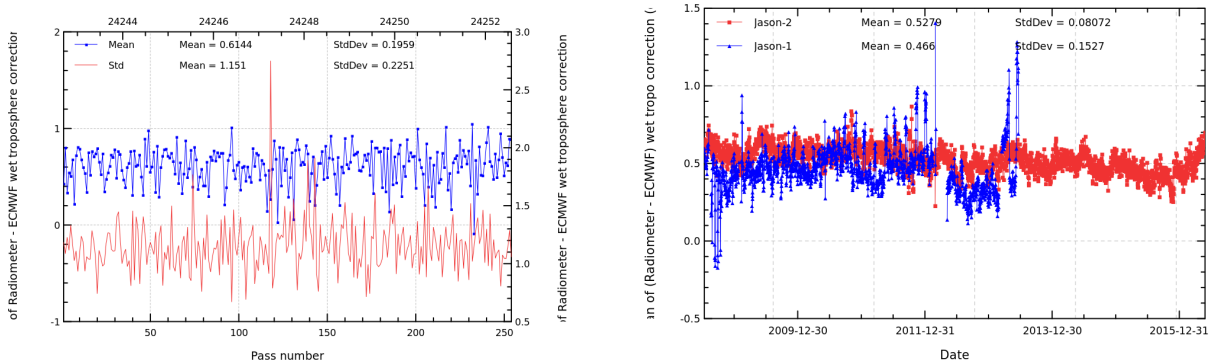 24244 24246 24248 24250 24252
of Radiometer - ECMWF wet troposphere correction
2
1
0
-1
Mean Mean = 0.6144 StdDev = 0.1959
Std Mean = 1.151 StdDev = 0.2251
3.0
2.5
2.0
1.5
1.0
0.5
of Radiometer - ECMWF wet troposphere correction
50 100 150 200 250
Pass number
of (Radiometer - ECMWF) wet tropo correction (
1.5
1.0
0.5
0.0
-0.5
Jason-2 Mean = 0.5279 StdDev = 0.08072
Jason-1 Mean = 0.466 StdDev = 0.1527
2009-12-30 2011-12-31 2013-12-30 2015-12-31
Date